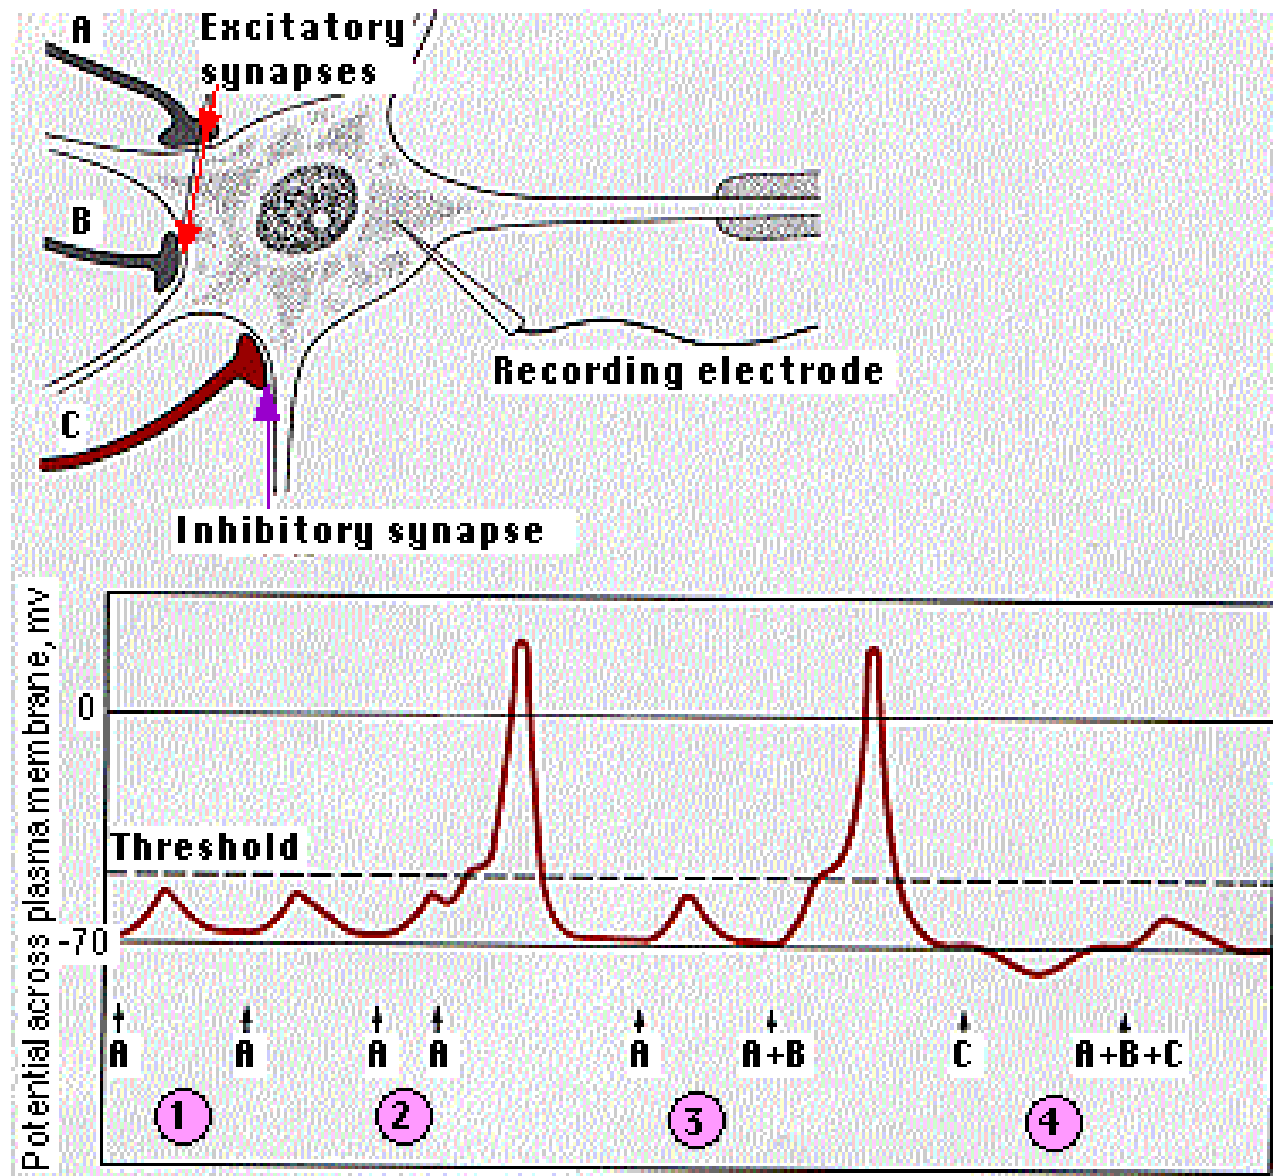 A
Excitatory
synapses
B
Recording electrode
C
Inhibitory synapse
Potential across plasma membrane, mv
0
Threshold
-70
A A A A A A+B C A+B+C
1 2 3 4